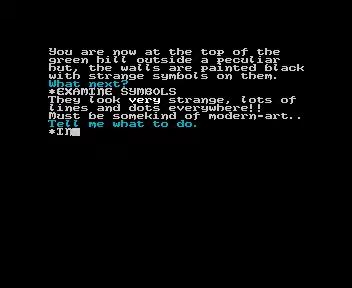 You are now at the top of the
green hill outside a peculiar
hut, the walls are painted black
with strange symbols on them.
What next?
*EXAMINE SYMBOLS
They look very strange, lots of
lines and dots everywhere!!
Must be somekind of modern-art..
Tell me what to do.
*IN